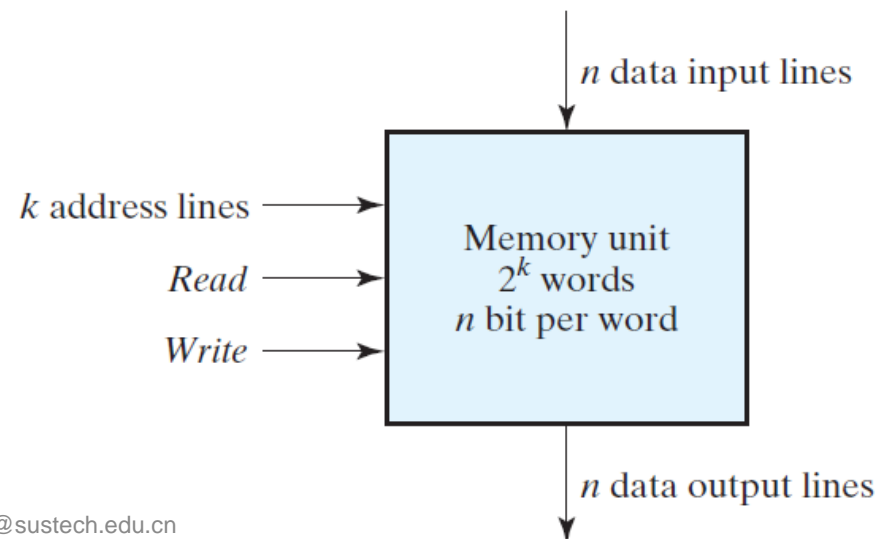 n data input lines
k address lines
Read
Write
Memory unit
2^k words
n bit per word
n data output lines
@sustech.edu.cn